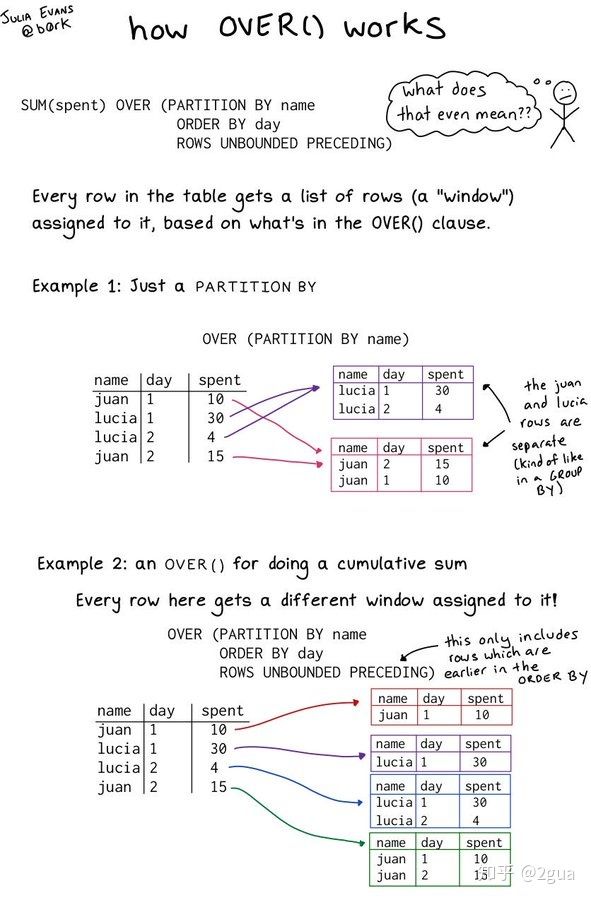 JULIA EVANS
@b0rk
how OVER() works
SUM(spent) OVER (PARTITION BY name
ORDER BY day
ROWS UNBOUNDED PRECEDING)
what does
that even mean??
Every row in the table gets a list of rows (a "window")
assigned to it, based on what's in the OVER() clause.
Example 1: Just a PARTITION BY
OVER (PARTITION BY name)
name day spent
juan 1 10
lucia 1 30
lucia 2 4
juan 2 15
name day spent
lucia 1 30
lucia 2 4
name day spent
juan 2 15
juan 1 10
the juan
and lucia
rows are
separate
(kind of like
in a GROUP
BY)
Example 2: an OVER() for doing a cumulative sum
Every row here gets a different window assigned to it!
OVER (PARTITION BY name
ORDER BY day
ROWS UNBOUNDED PRECEDING)
this only includes
rows which are
earlier in the
ORDER BY
name day spent
juan 1 10
lucia 1 30
lucia 2 4
juan 2 15
name day spent
juan 1 10
name day spent
lucia 1 30
name day spent
lucia 1 30
lucia 2 4
name day spent
juan 1 10
juan 2 15
知乎 @2gua